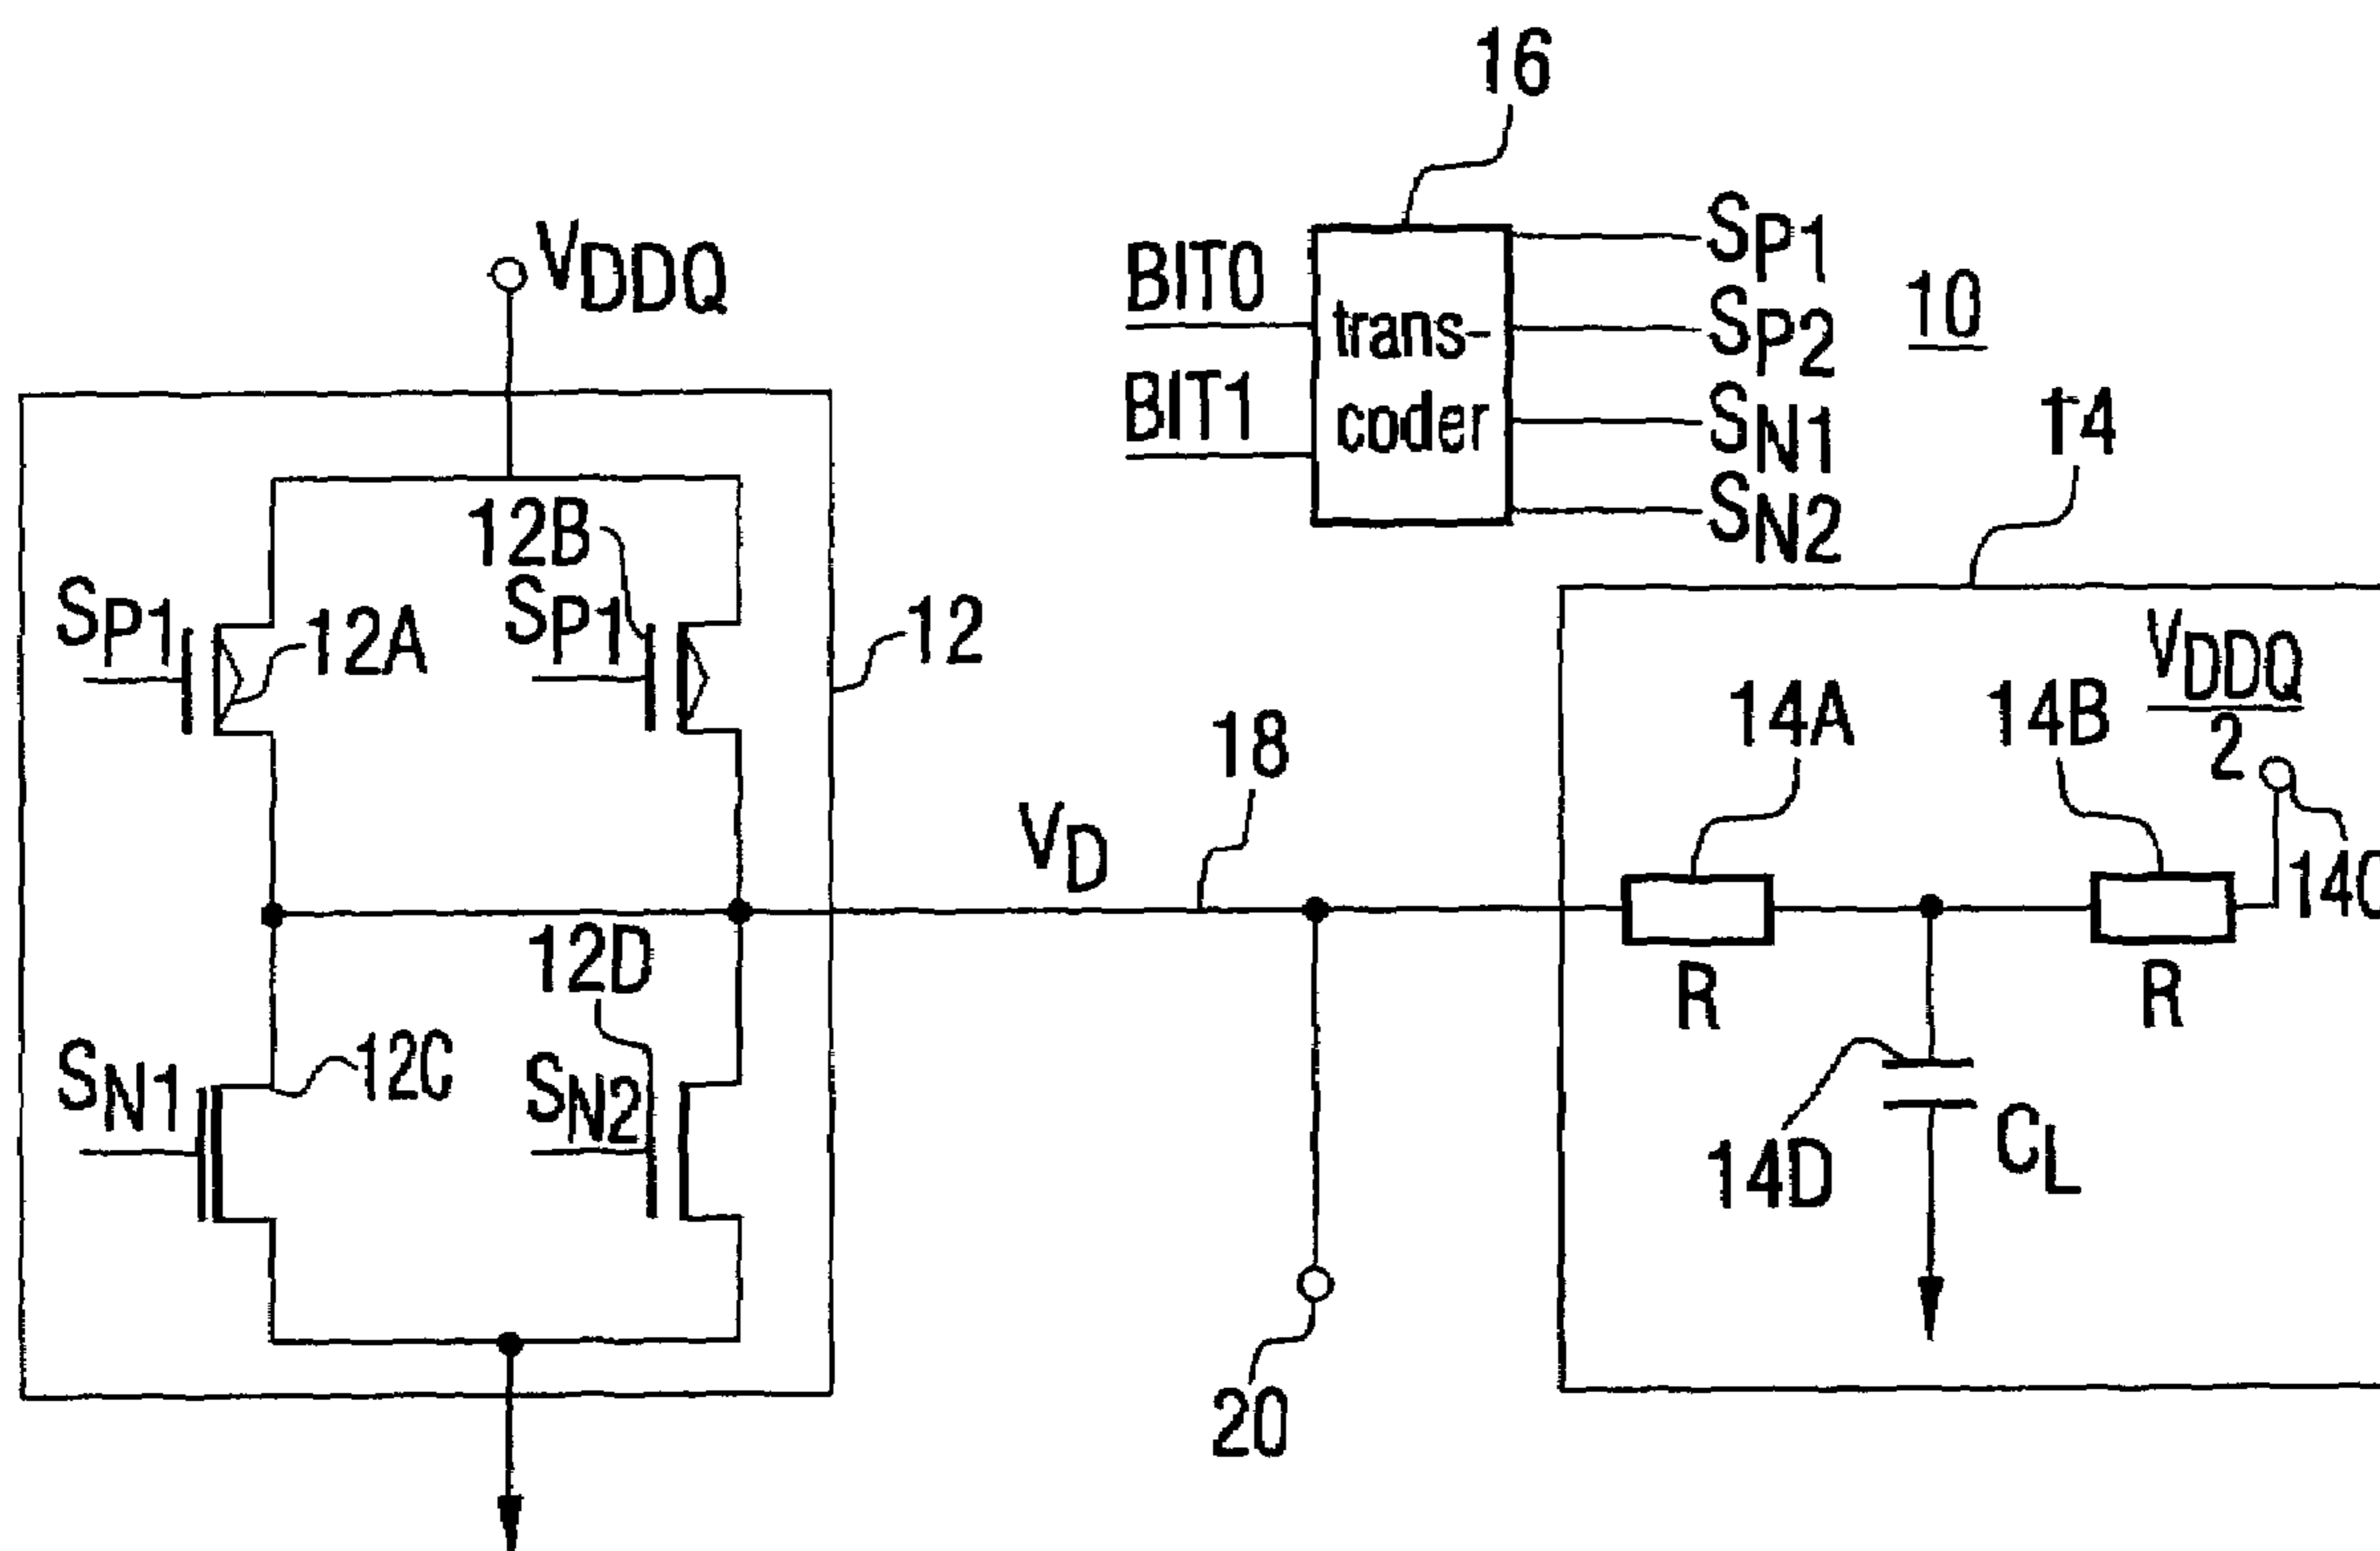 16
VDDQ
BIT0
BIT1
trans-
coder
SP1
SP2
SN1
SN2
10
14
12B
SP1
12A
SP1
12
VDDQ
2
14A
14B
14C
18
VD
12D
R
R
SN1
12C
SN2
14D
CL
20